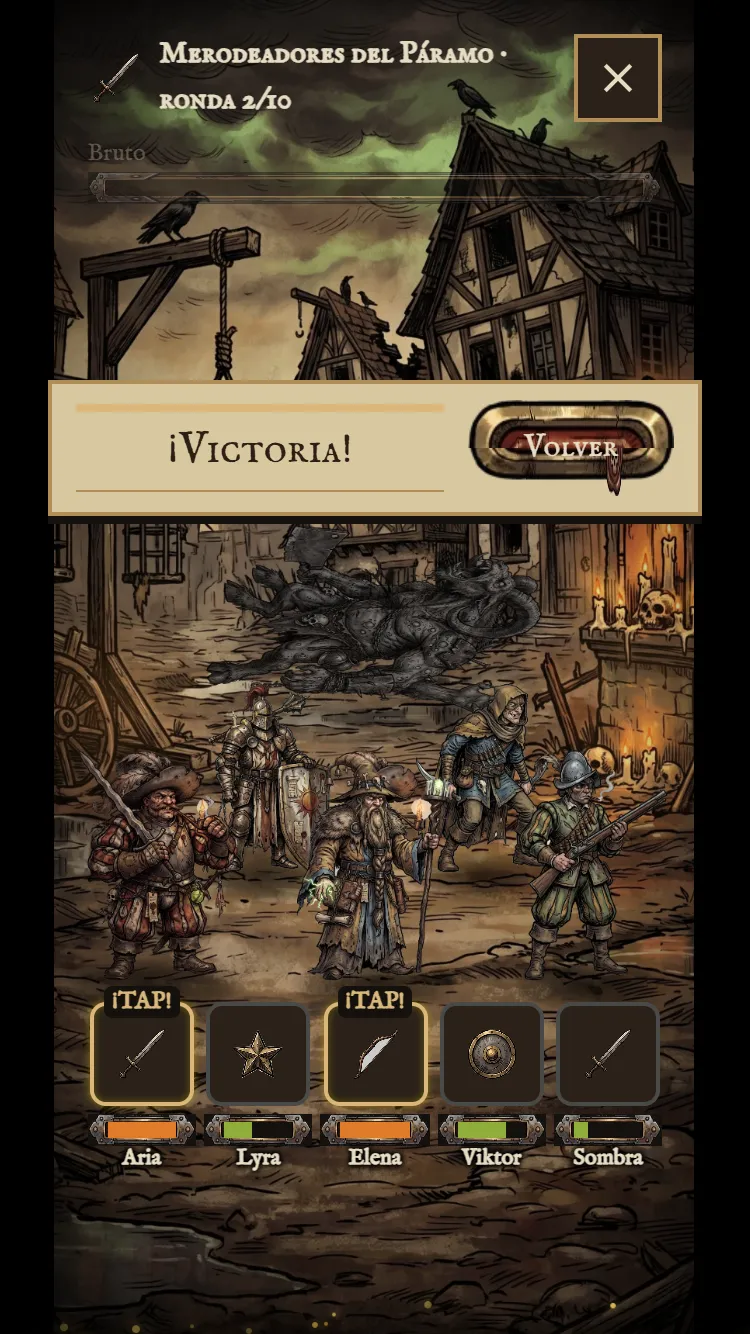 Merodeadores del Páramo ·
ronda 2/10
Bruto
¡Victoria!
Volver
¡TAP!
¡TAP!
Aria
Lyra
Elena
Viktor
Sombra